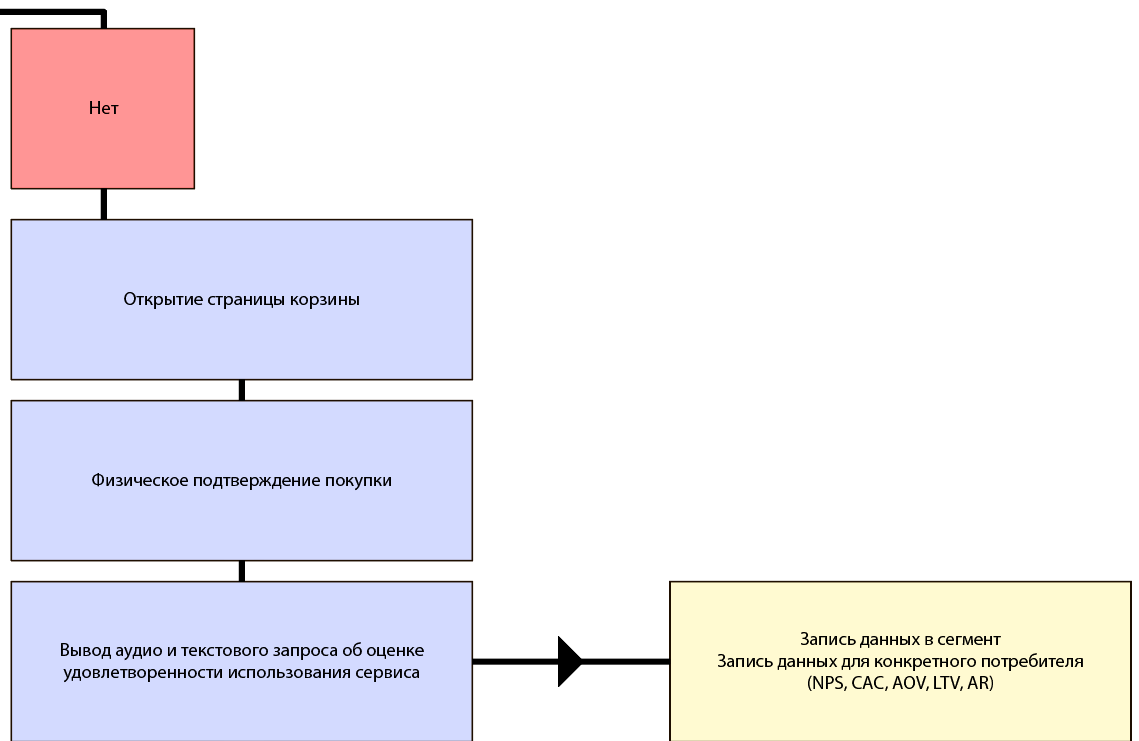 Нет
Открытие страницы корзины
Физическое подтверждение покупки
Вывод аудио и текстового запроса об оценке
удовлетворенности использования сервиса
Запись данных в сегмент
Запись данных для конкретного потребителя
(NPS, CAC, AOV, LTV, AR)